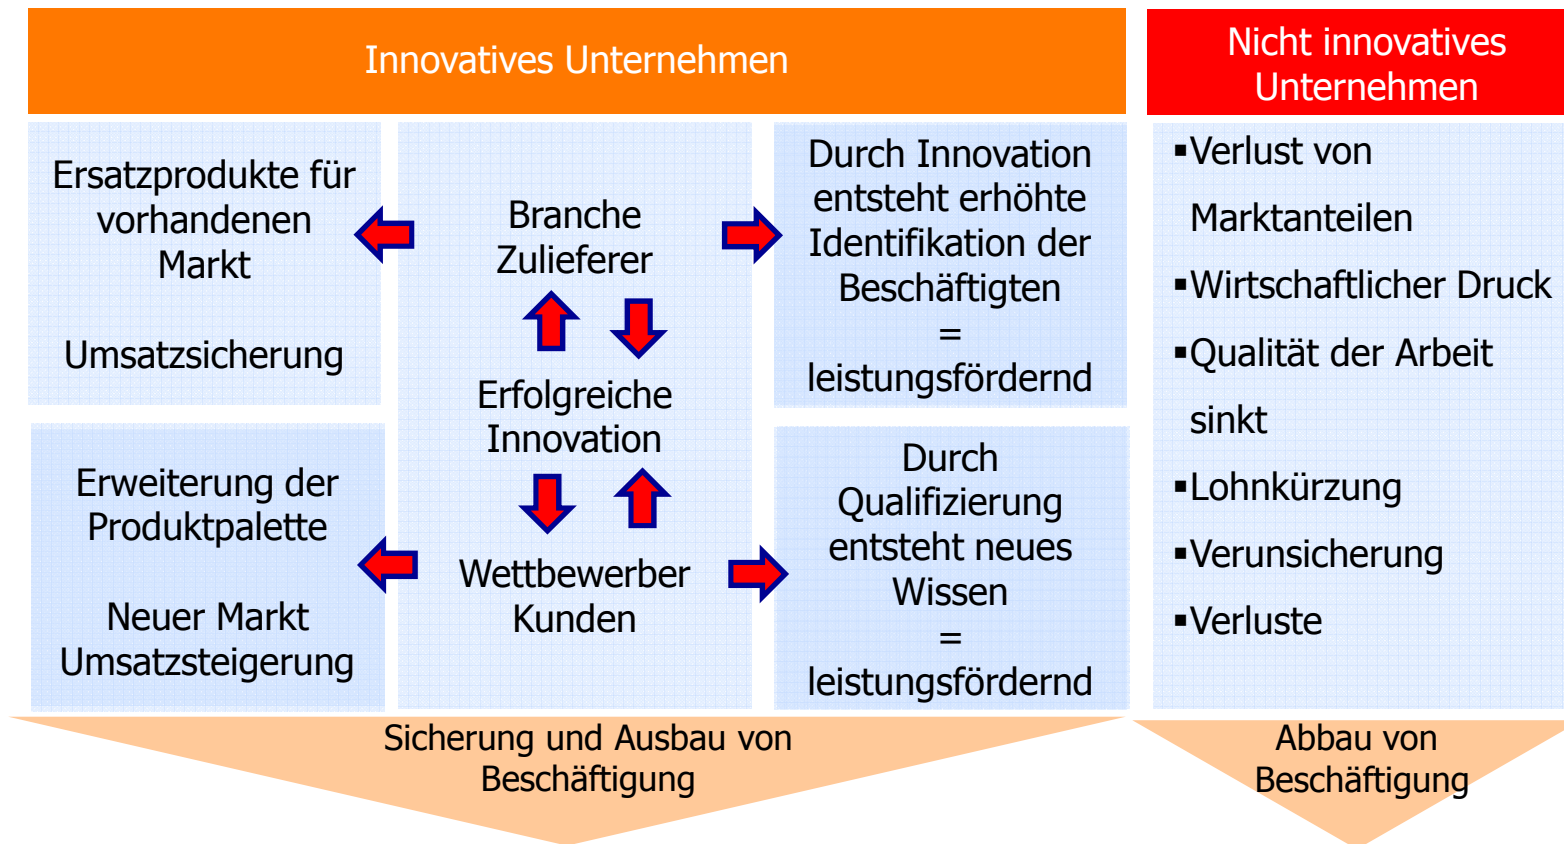 Innovatives Unternehmen
Nicht innovatives
Unternehmen
Ersatzprodukte für
vorhandenen
Markt
Umsatzsicherung
Erweiterung der
Produktpalette
Neuer Markt
Umsatzsteigerung
Branche
Zulieferer
Erfolgreiche
Innovation
Wettbewerber
Kunden
Durch Innovation
entsteht erhöhte
Identifikation der
Beschäftigten
=
leistungsfördernd
Durch
Qualifizierung
entsteht neues
Wissen
=
leistungsfördernd
▪Verlust von
Marktanteilen
▪Wirtschaftlicher Druck
▪Qualität der Arbeit
sinkt
▪Lohnkürzung
▪Verunsicherung
▪Verluste
Sicherung und Ausbau von
Beschäftigung
Abbau von
Beschäftigung